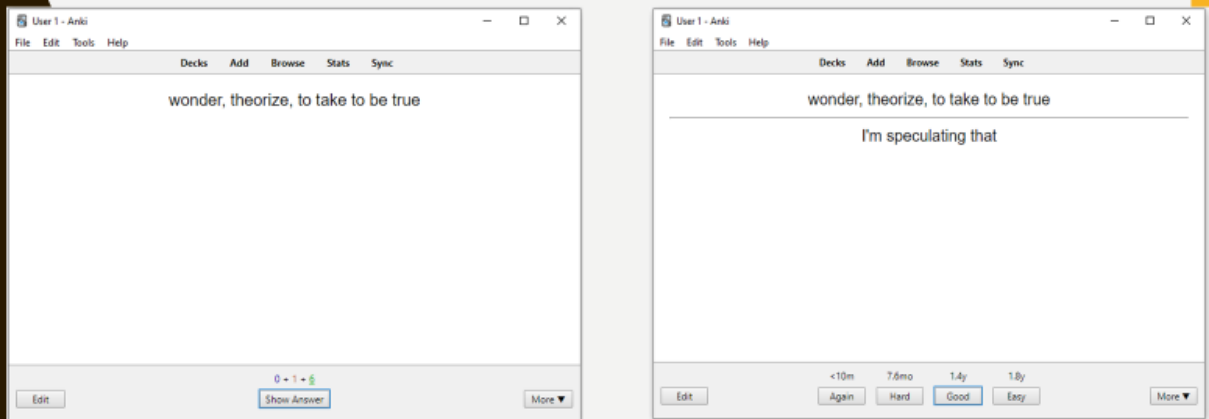 User 1 - Anki
File Edit Tools Help
Decks Add Browse Stats Sync
wonder, theorize, to take to be true
0 + 1 + 6
Edit Show Answer More ▼
User 1 - Anki
File Edit Tools Help
Decks Add Browse Stats Sync
wonder, theorize, to take to be true
I'm speculating that
<10m 7.6mo 1.4y 1.8y
Edit Again Hard Good Easy More ▼